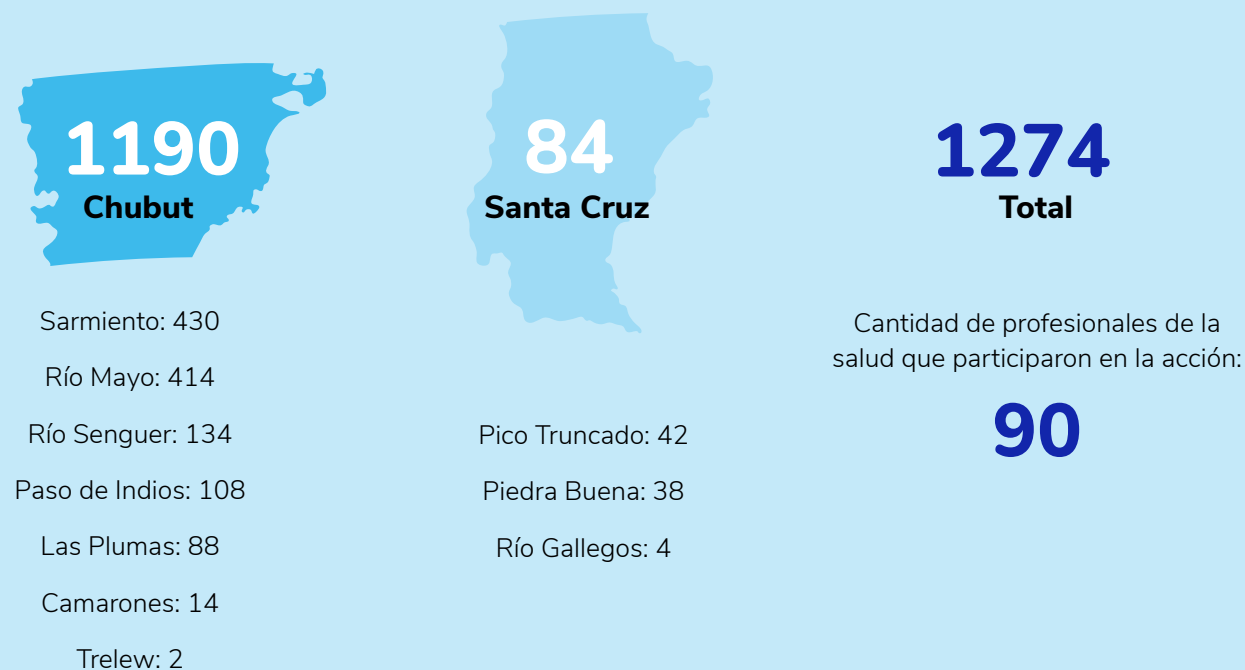 1190
Chubut
Sarmiento: 430
Río Mayo: 414
Río Senguer: 134
Paso de Indios: 108
Las Plumas: 88
Camarones: 14
Trelew: 2
84
Santa Cruz
Pico Truncado: 42
Piedra Buena: 38
Río Gallegos: 4
1274
Total
Cantidad de profesionales de la
salud que participaron en la acción:
90